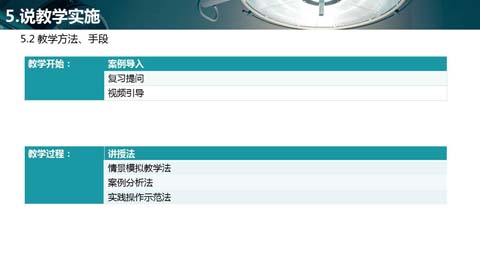 5.说教学实施
5.2 教学方法、手段
教学开始： 案例导入
复习提问
视频引导
教学过程： 讲授法
情景模拟教学法
案例分析法
实践操作示范法